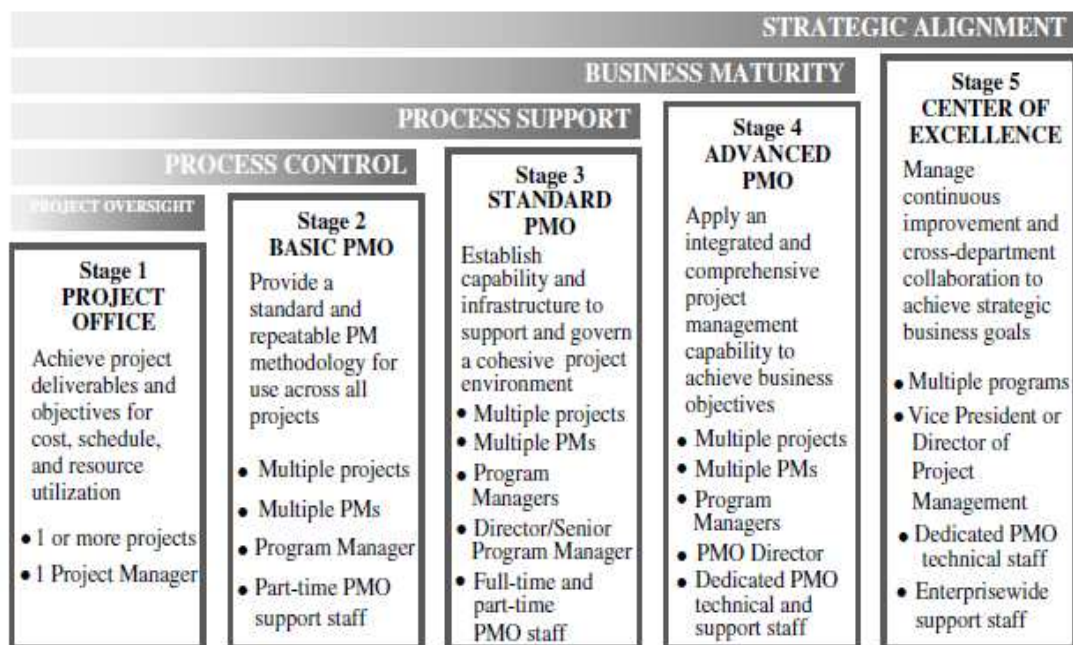 STRATEGIC ALIGNMENT
BUSINESS MATURITY
PROCESS SUPPORT
PROCESS CONTROL
PROJECT OVERSIGHT
Stage 1
PROJECT
OFFICE
Achieve project
deliverables and
objectives for
cost, schedule,
and resource
utilization
● 1 or more projects
● 1 Project Manager
Stage 2
BASIC PMO
Provide a
standard and
repeatable PM
methodology for
use across all
projects
● Multiple projects
● Multiple PMs
● Program Manager
● Part-time PMO
support staff
Stage 3
STANDARD
PMO
Establish
capability and
infrastructure to
support and govern
a cohesive project
environment
● Multiple projects
● Multiple PMs
● Program
Managers
● Director/Senior
Program Manager
● Full-time and
part-time
PMO staff
Stage 4
ADVANCED
PMO
Apply an
integrated and
comprehensive
project
management
capability to
achieve business
objectives
● Multiple projects
● Multiple PMs
● Program
Managers
● PMO Director
● Dedicated PMO
technical and
support staff
Stage 5
CENTER OF
EXCELLENCE
Manage
continuous
improvement and
cross-department
collaboration to
achieve strategic
business goals
● Multiple programs
● Vice President or
Director of
Project
Management
● Dedicated PMO
technical staff
● Enterprisewide
support staff